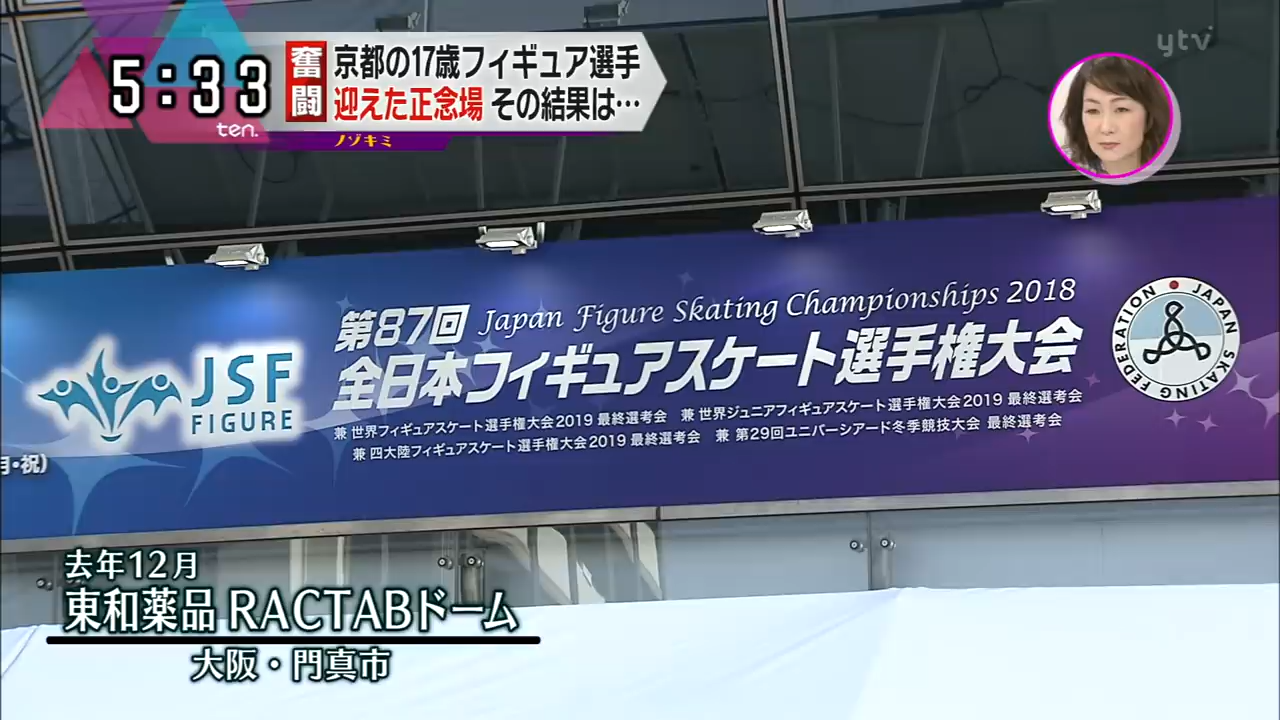 5:33
ten.
奮闘
京都の17歳フィギュア選手
迎えた正念場 その結果は…
ノゾキミ
ytv
JSF
FIGURE
第87回 Japan Figure Skating Championships 2018
全日本フィギュアスケート選手権大会
兼 世界フィギュアスケート選手権大会2019 最終選考会 兼 世界ジュニアフィギュアスケート選手権大会2019 最終選考会
兼 四大陸フィギュアスケート選手権大会2019 最終選考会 兼 第29回ユニバーシアード冬季競技大会 最終選考会
JAPAN SKATING FEDERATION
月・祝)
去年12月
東和薬品 RACTABドーム
大阪・門真市